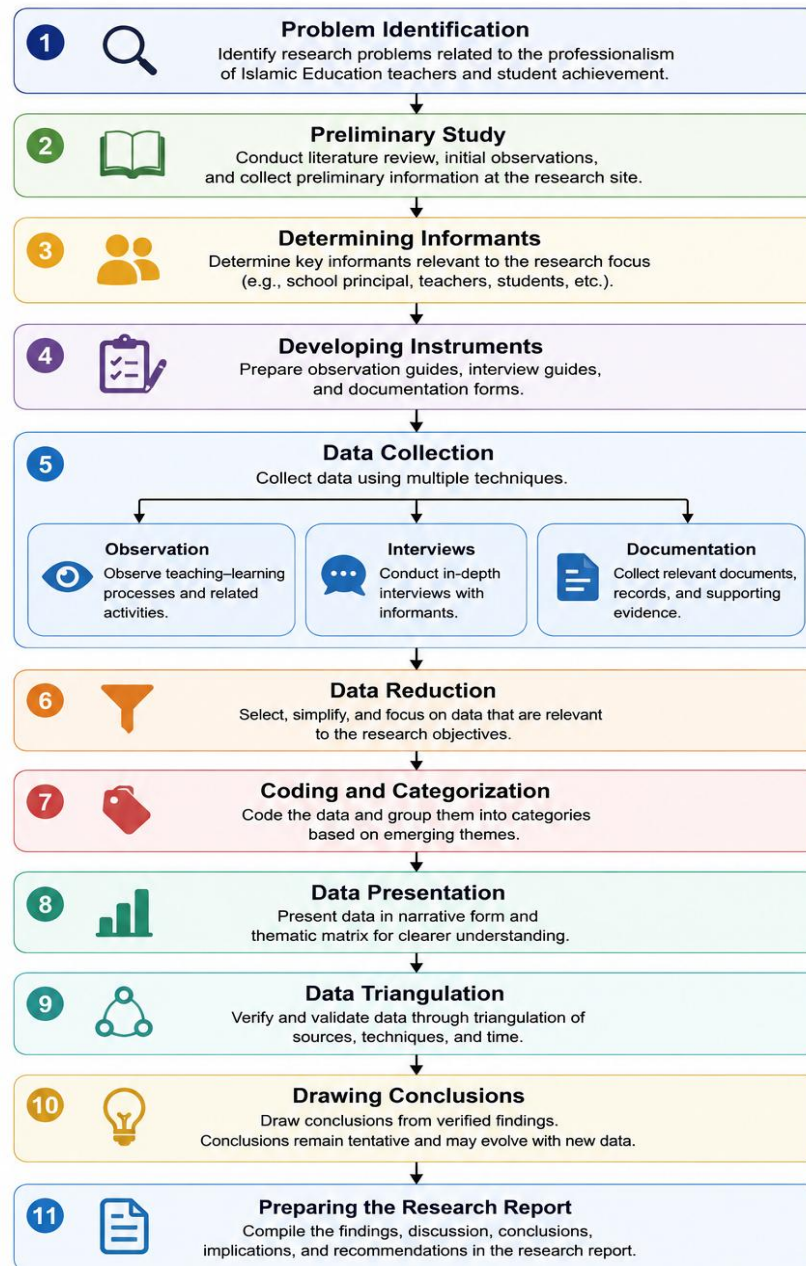 1
Problem Identification
Identify research problems related to the professionalism
of Islamic Education teachers and student achievement.
2
Preliminary Study
Conduct literature review, initial observations,
and collect preliminary information at the research site.
3
Determining Informants
Determine key informants relevant to the research focus
(e.g., school principal, teachers, students, etc.).
4
Developing Instruments
Prepare observation guides, interview guides,
and documentation forms.
5
Data Collection
Collect data using multiple techniques.
Observation
Observe teaching–learning
processes and related
activities.
Interviews
Conduct in-depth
interviews with
informants.
Documentation
Collect relevant documents,
records, and supporting
evidence.
6
Data Reduction
Select, simplify, and focus on data that are relevant
to the research objectives.
7
Coding and Categorization
Code the data and group them into categories
based on emerging themes.
8
Data Presentation
Present data in narrative form and
thematic matrix for clearer understanding.
9
Data Triangulation
Verify and validate data through triangulation of
sources, techniques, and time.
10
Drawing Conclusions
Draw conclusions from verified findings.
Conclusions remain tentative and may evolve with new data.
11
Preparing the Research Report
Compile the findings, discussion, conclusions,
implications, and recommendations in the research report.